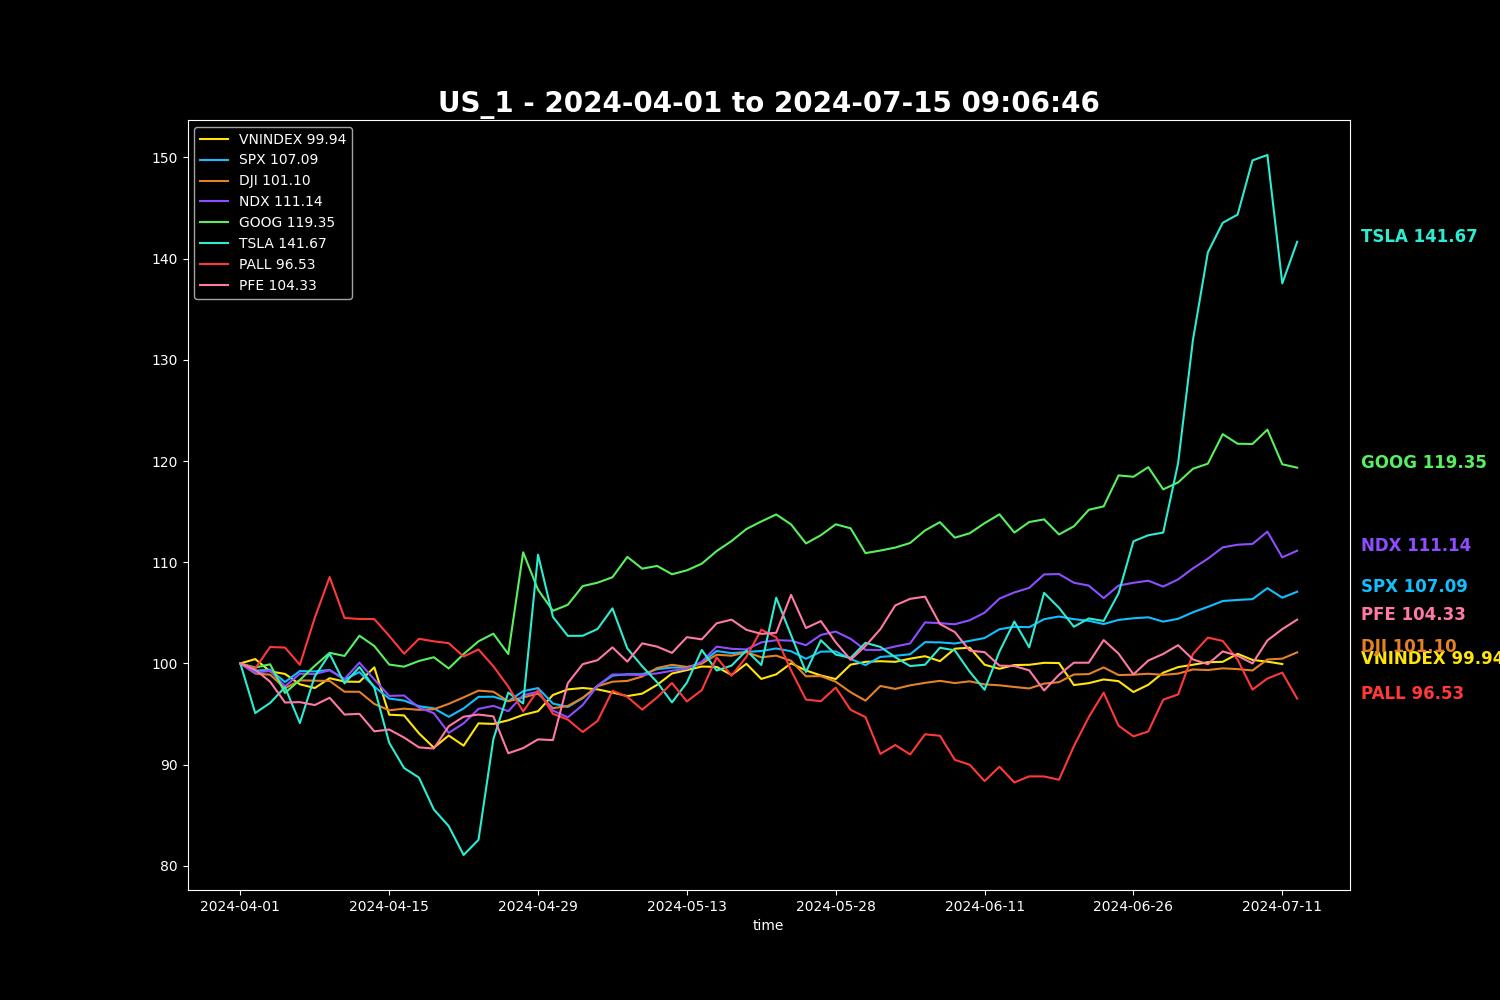 US_1 - 2024-04-01 to 2024-07-15 09:06:46
VNINDEX 99.94
SPX 107.09
DJI 101.10
NDX 111.14
GOOG 119.35
TSLA 141.67
PALL 96.53
PFE 104.33
150
140
130
120
110
100
90
80
TSLA 141.67
GOOG 119.35
NDX 111.14
SPX 107.09
PFE 104.33
DJI 101.10
VNINDEX 99.94
PALL 96.53
2024-04-01 2024-04-15 2024-04-29 2024-05-13 2024-05-28 2024-06-11 2024-06-26 2024-07-11
time